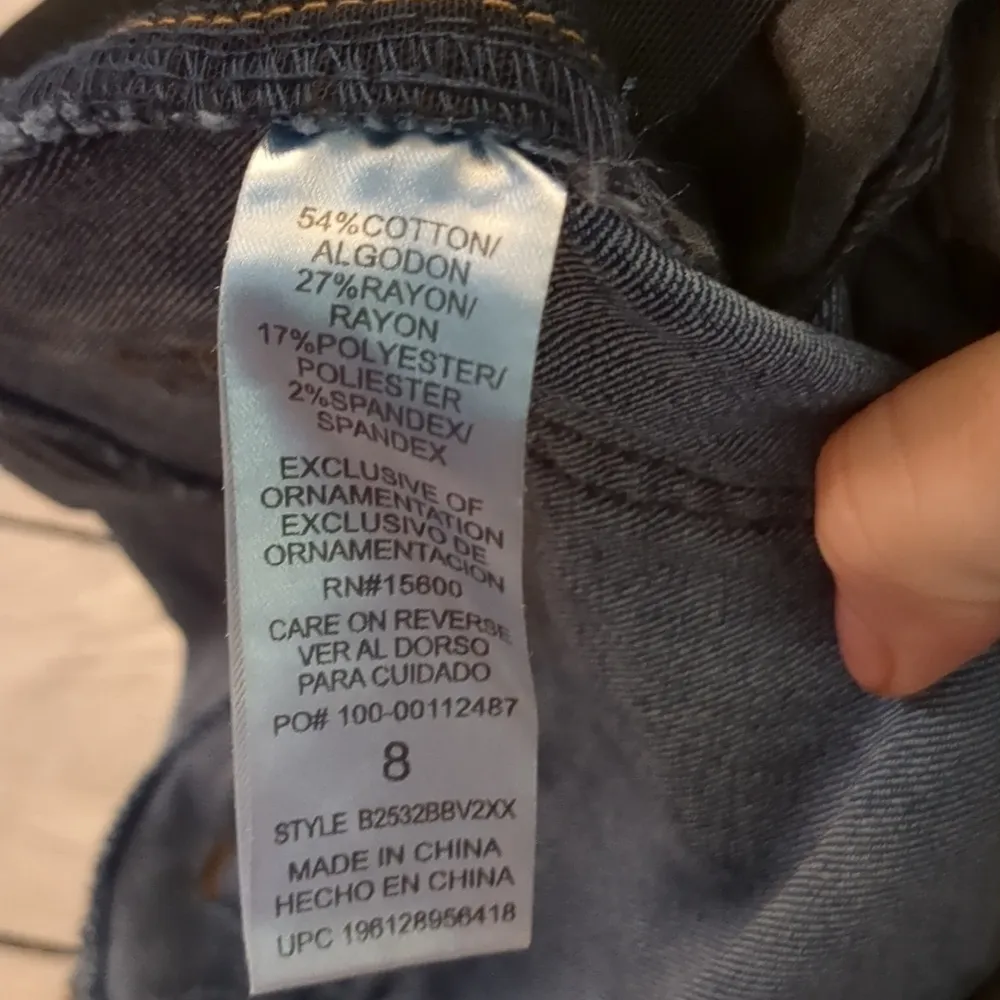 54%COTTON/
ALGODON
27%RAYON/
RAYON
17%POLYESTER/
POLIESTER
2%SPANDEX/
SPANDEX
EXCLUSIVE OF
ORNAMENTATION
EXCLUSIVO DE
ORNAMENTACION
RN#15600
CARE ON REVERSE
VER AL DORSO
PARA CUIDADO
PO# 100-00112487
8
STYLE B2532BBV2XX
MADE IN CHINA
HECHO EN CHINA
UPC 196128956418